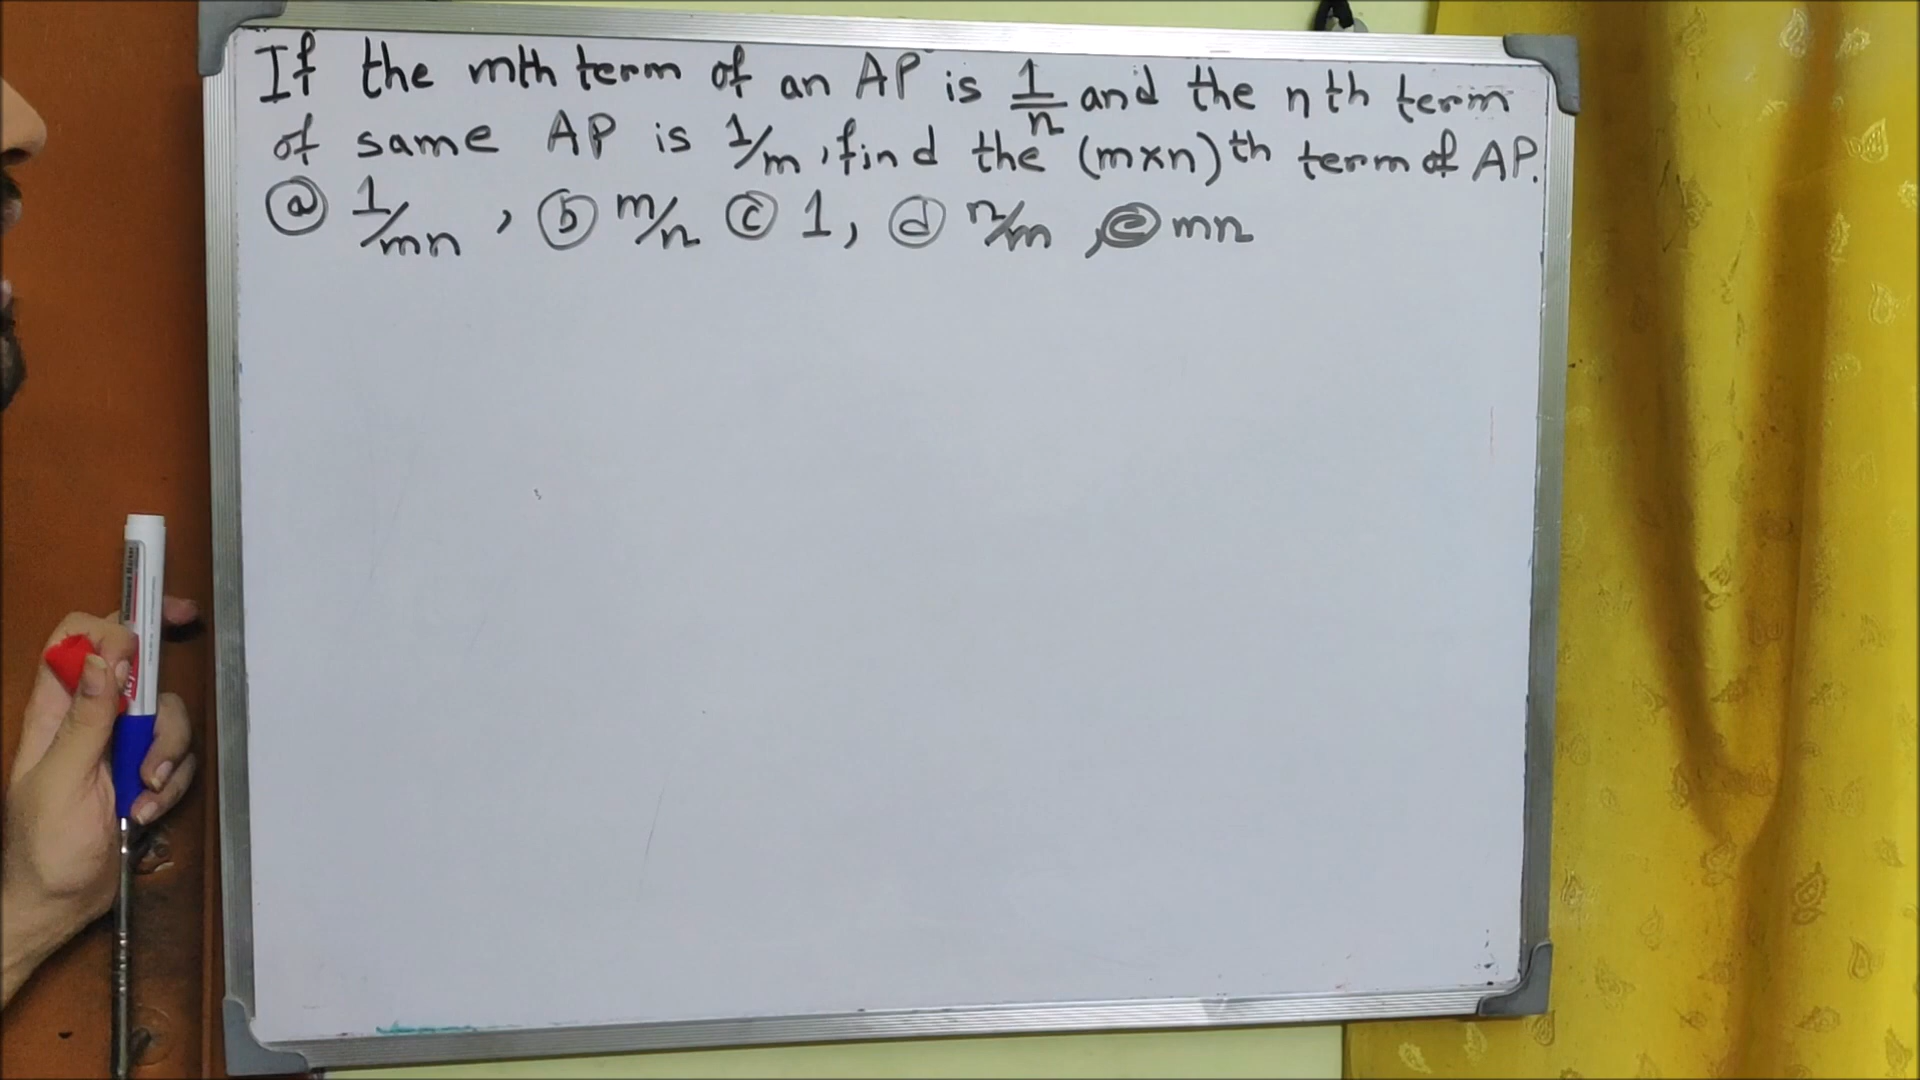 If the mth term of an AP is 1/n and the nth term
of same AP is 1/m, find the (m×n)th term of AP.
ⓐ 1/mn, ⓑ m/n ⓒ 1, ⓓ n/m, ⓔ mn